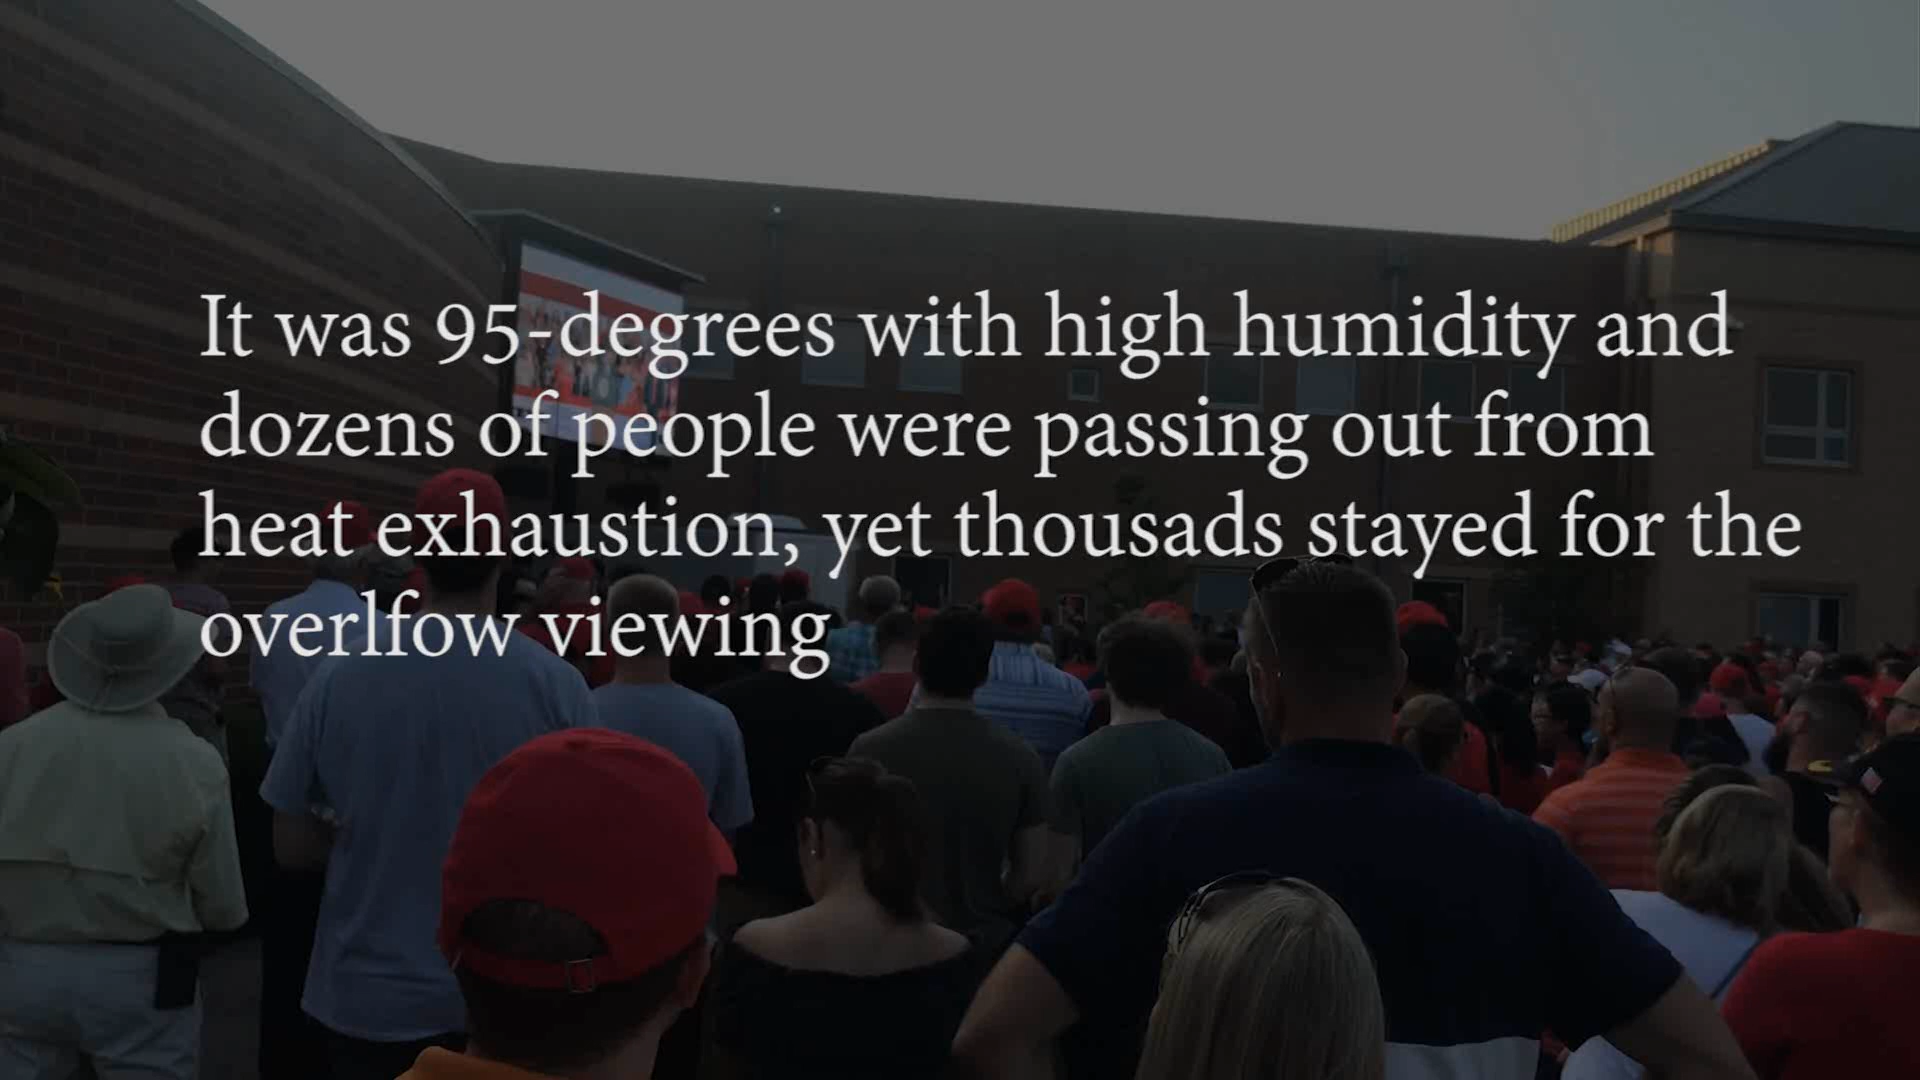 It was 95-degrees with high humidity and
dozens of people were passing out from
heat exhaustion, yet thousads stayed for the
overlfow viewing